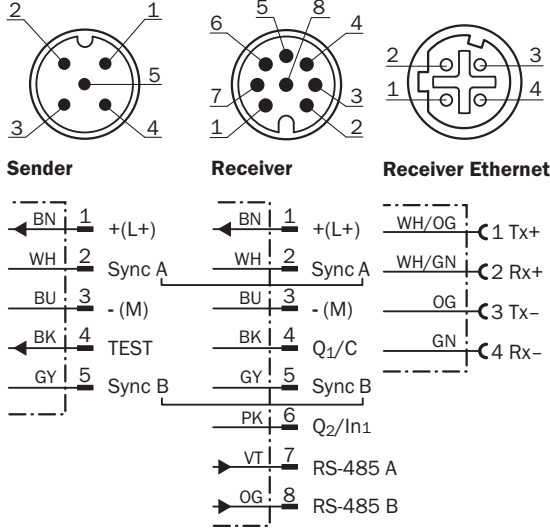 2 1 5 3 4
5 8 6 4 7 3 1 2
2 3 1 4
Sender
Receiver
Receiver Ethernet
BN 1 +(L+)
WH 2 Sync A
BU 3 - (M)
BK 4 TEST
GY 5 Sync B
BN 1 +(L+)
WH 2 Sync A
BU 3 - (M)
BK 4 Q1/C
GY 5 Sync B
PK 6 Q2/In1
VT 7 RS-485 A
OG 8 RS-485 B
WH/OG 1 Tx+
WH/GN 2 Rx+
OG 3 Tx–
GN 4 Rx–